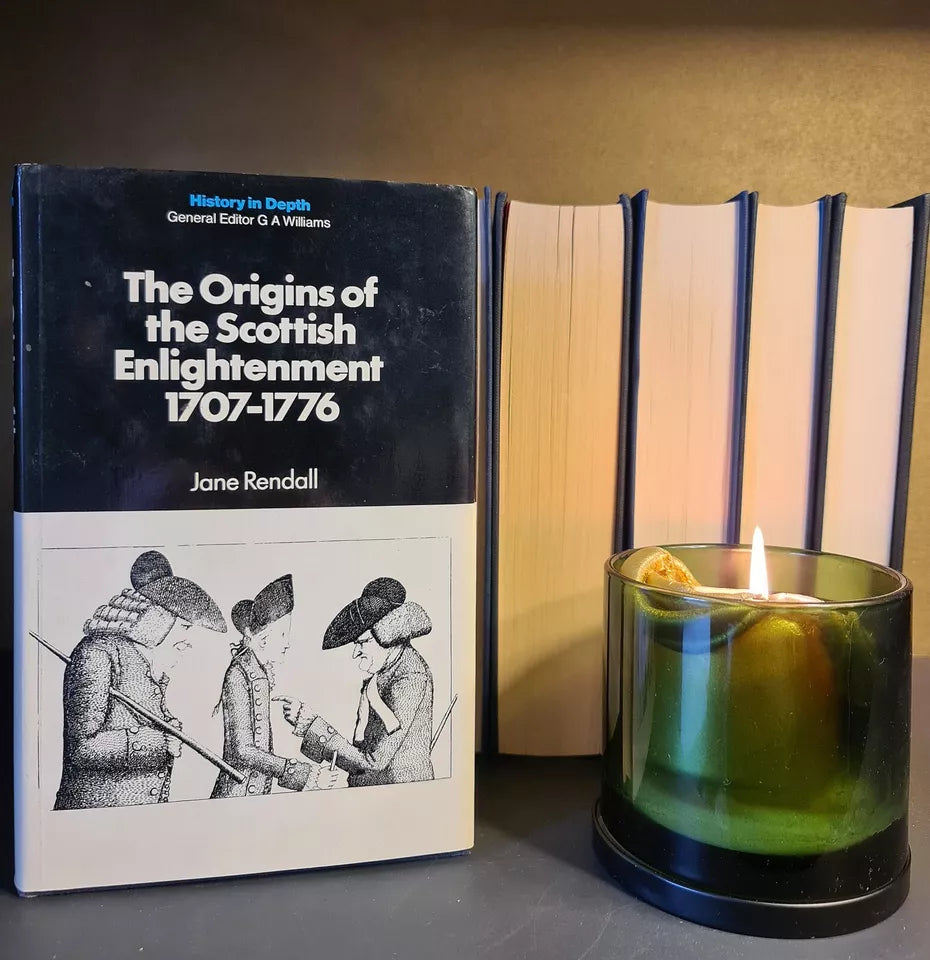 History in Depth
General Editor G A Williams
The Origins of
the Scottish
Enlightenment
1707-1776
Jane Rendall